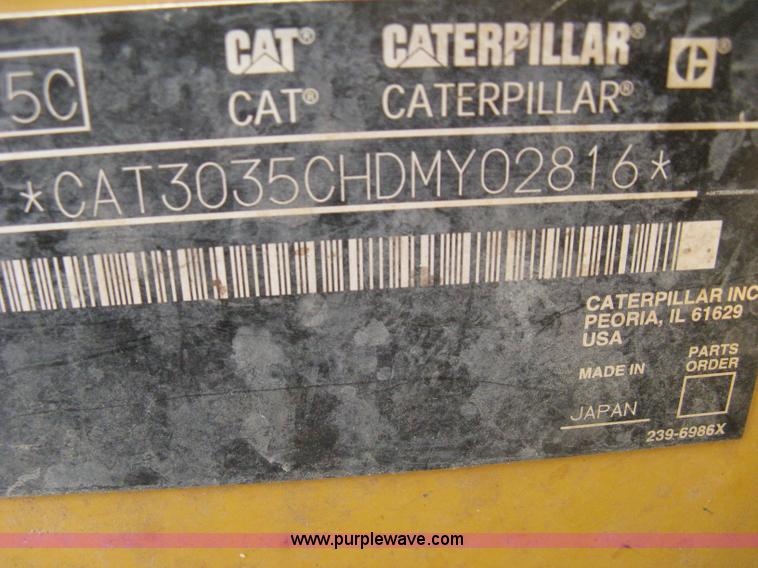 CAT® CATERPILLAR®
5C
CAT® CATERPILLAR®
*CAT3035CHDMY02816*
CATERPILLAR INC
PEORIA, IL 61629
USA
PARTS
ORDER
MADE IN
JAPAN
239-6986X
www.purplewave.com